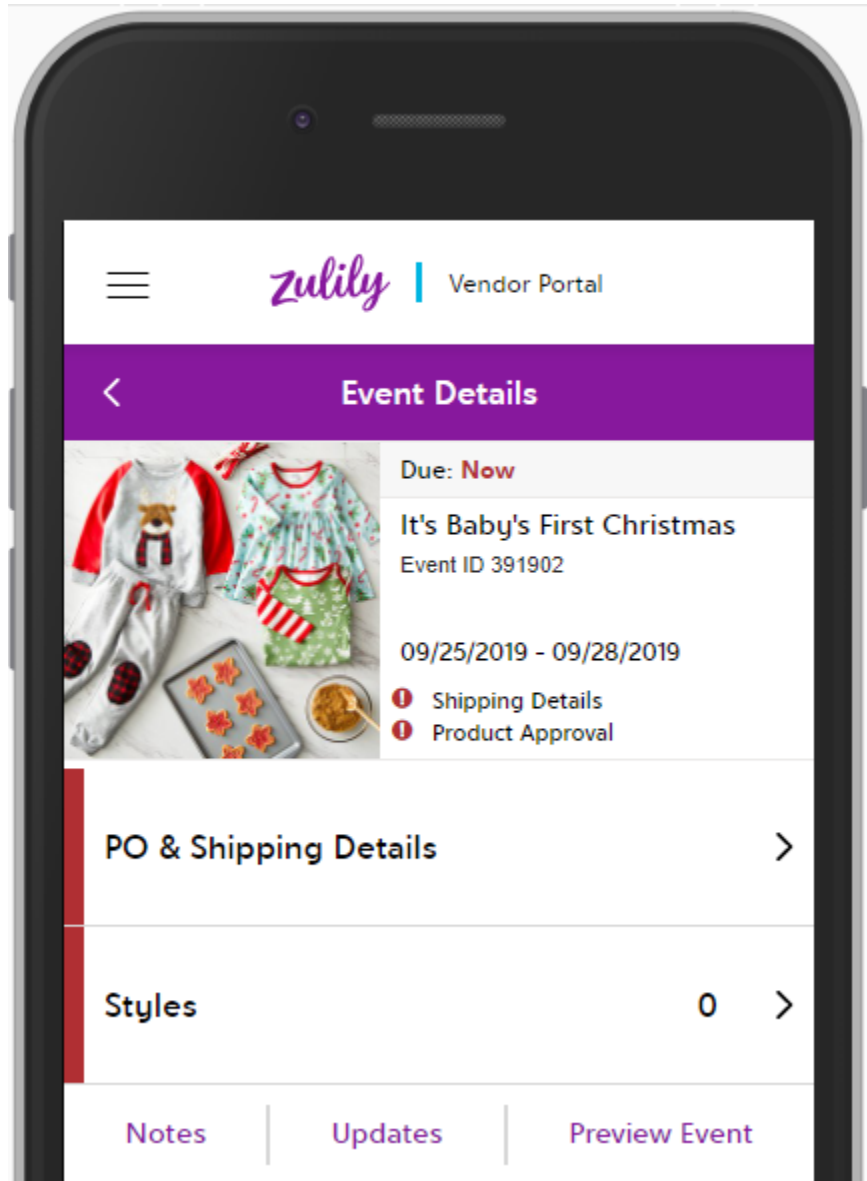 zulily | Vendor Portal
Event Details
Due: Now
It's Baby's First Christmas
Event ID 391902
09/25/2019 - 09/28/2019
Shipping Details
Product Approval
PO & Shipping Details
Styles 0
Notes Updates Preview Event